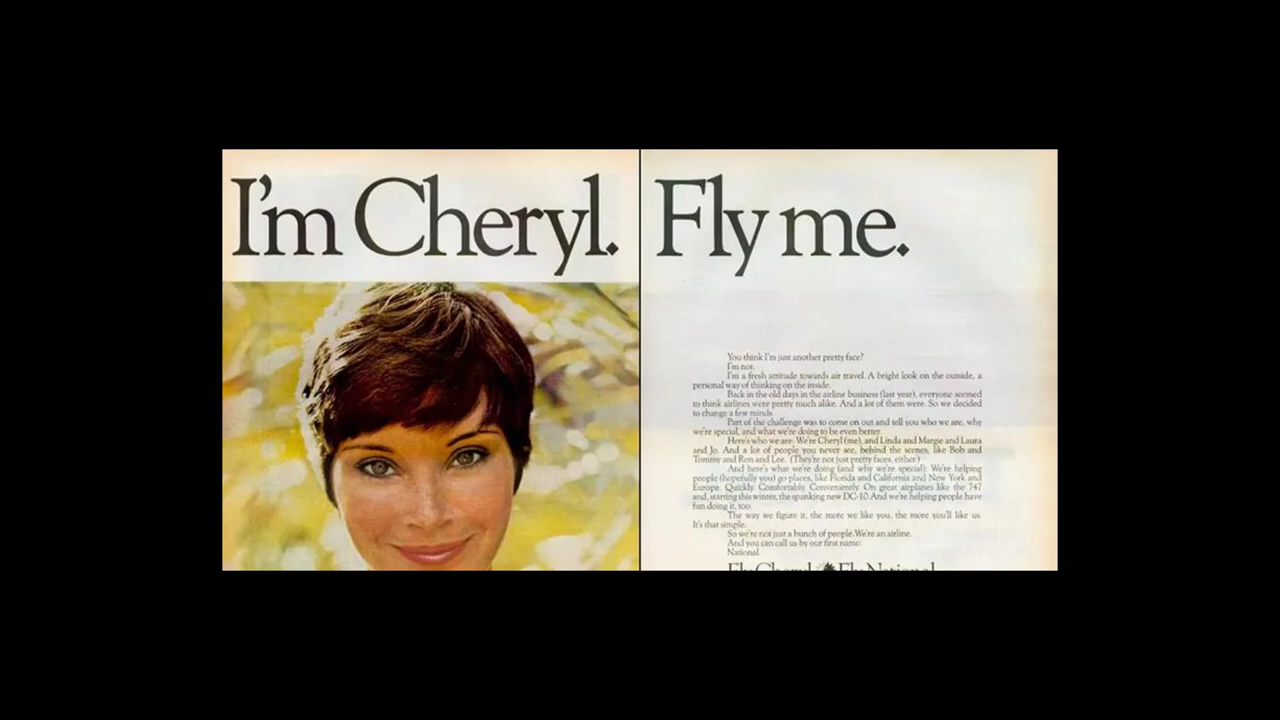 I'm Cheryl. Fly me.
You think I'm just another pretty face?
I'm not.
I'm a fresh attitude towards air travel. A bright look on the outside, a
personal way of thinking on the inside.
Back in the old days in the airline business (last year), everyone seemed
to think airlines were pretty much alike. And a lot of them were. So we decided
to change a few minds.
Part of the challenge was to come on out and tell you who we are, why
we're special, and what we're doing to be even better.
Here's who we are: We're Cheryl (me), and Linda and Margie and Laura
and Jo. And a lot of people you never see, behind the scenes, like Bob and
Tommy and Ron and Lee. (They're not just pretty faces, either.)
And here's what we're doing (and why we're special): We're helping
people (hopefully you) go places, like Florida and California and New York and
Europe. Quickly. Comfortably. Conveniently. On great airplanes like the 747
and, starting this winter, the spanking new DC-10. And we're helping people have
fun doing it, too.
The way we figure it, the more we like you, the more you'll like us.
It's that simple.
So we're not just a bunch of people. We're an airline.
And you can call us by our first name:
National.
Fly Cheryl Fly National